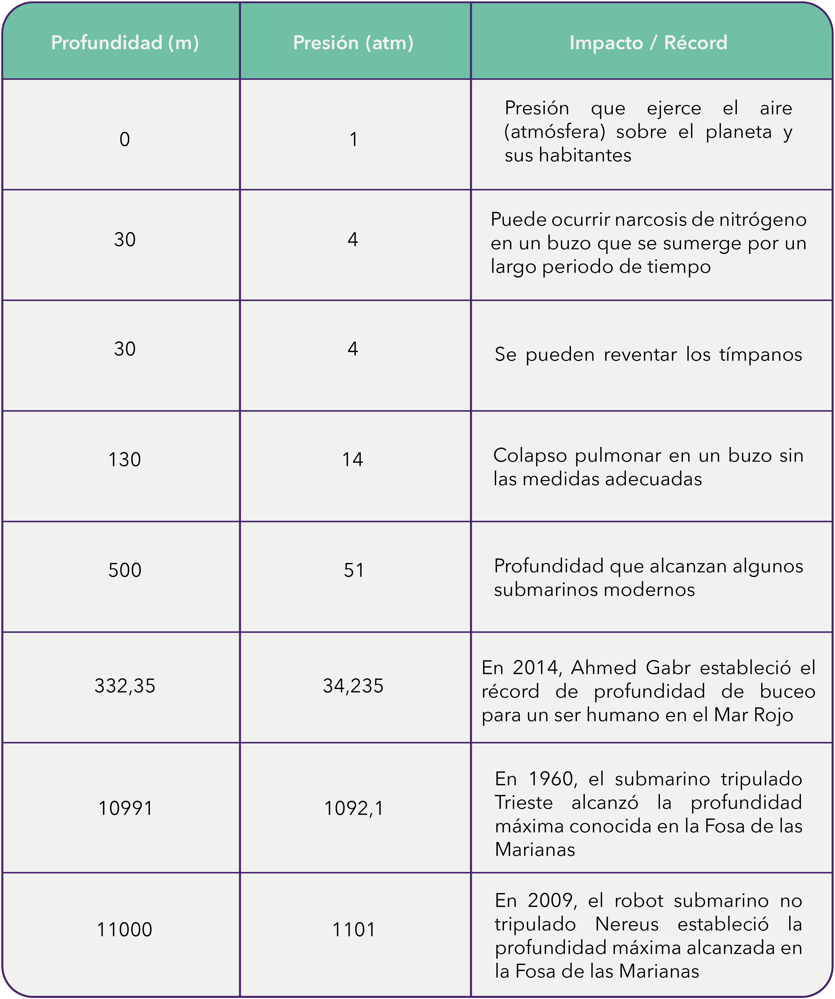 Profundidad (m) Presión (atm) Impacto / Récord
0
1
Presión que ejerce el aire
(atmósfera) sobre el planeta y
sus habitantes
30
4
Puede ocurrir narcosis de nitrógeno
en un buzo que se sumerge por un
largo periodo de tiempo
30
4
Se pueden reventar los tímpanos
130
14
Colapso pulmonar en un buzo sin
las medidas adecuadas
500
51
Profundidad que alcanzan algunos
submarinos modernos
332,35
34,235
En 2014, Ahmed Gabr estableció el
récord de profundidad de buceo
para un ser humano en el Mar Rojo
10991
1092,1
En 1960, el submarino tripulado
Trieste alcanzó la profundidad
máxima conocida en la Fosa de las
Marianas
11000
1101
En 2009, el robot submarino no
tripulado Nereus estableció la
profundidad máxima alcanzada en
la Fosa de las Marianas